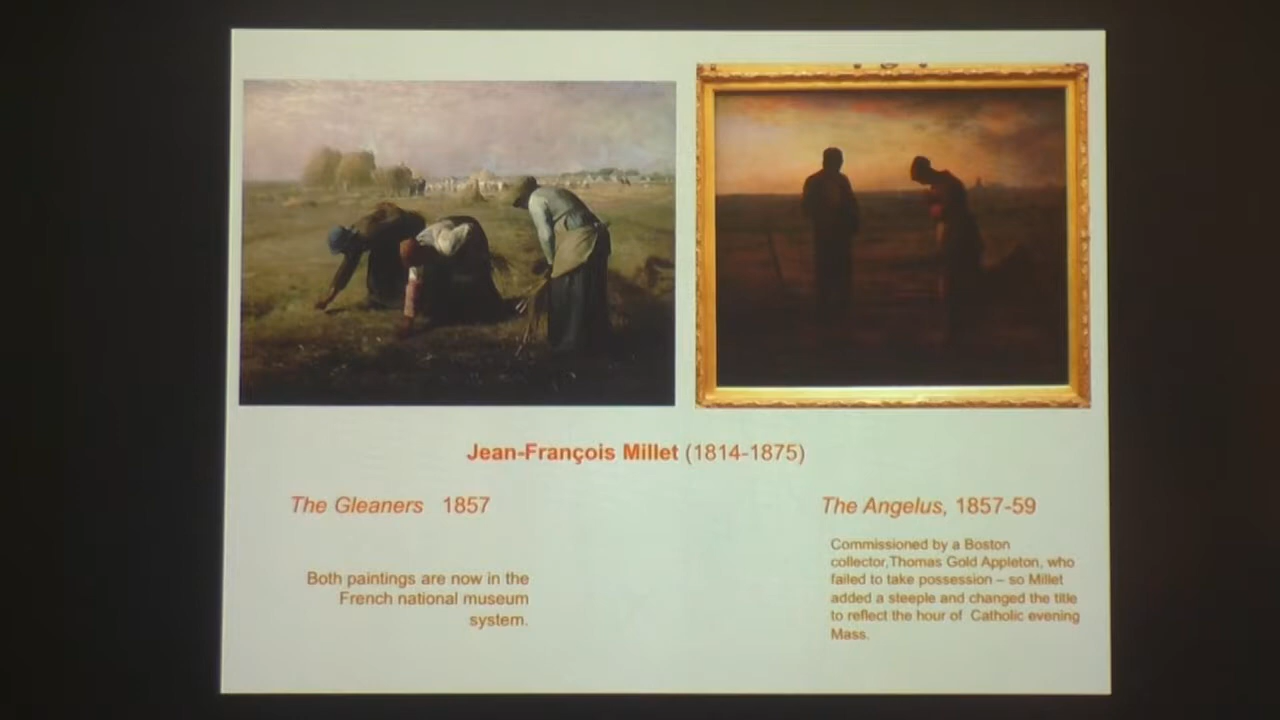 Jean-François Millet (1814-1875)
The Gleaners 1857
Both paintings are now in the
French national museum
system.
The Angelus, 1857-59
Commissioned by a Boston
collector,Thomas Gold Appleton, who
failed to take possession – so Millet
added a steeple and changed the title
to reflect the hour of Catholic evening
Mass.